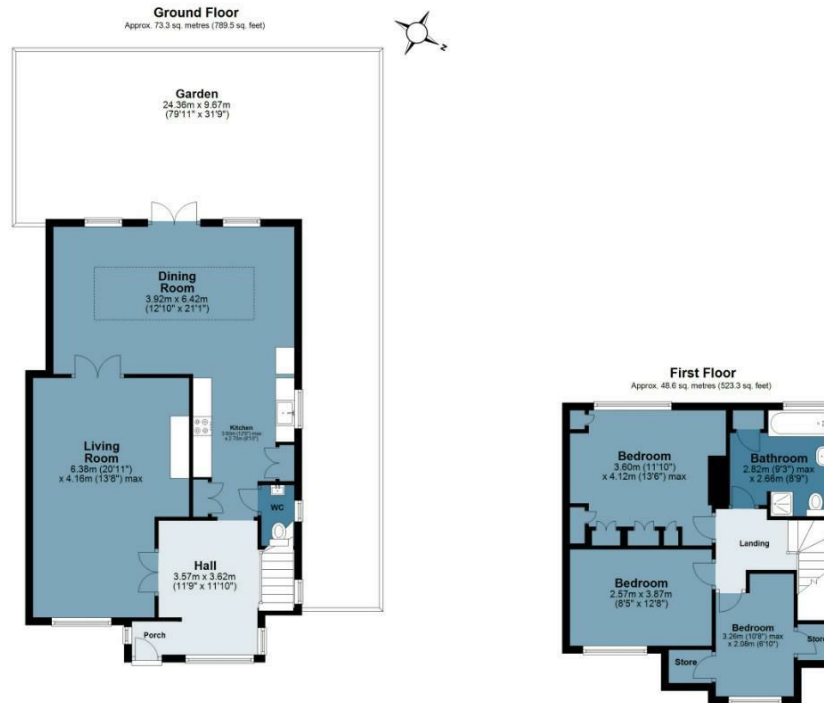 Ground Floor
Approx. 73.3 sq. metres (789.5 sq. feet)
N
Garden
24.36m x 9.67m
(79'11" x 31'9")
Dining
Room
3.92m x 6.42m
(12'10" x 21'1")
Kitchen
Living
Room
6.38m (20'11")
x 4.16m (13'8") max
WC
Hall
3.57m x 3.62m
(11'9" x 11'10")
Porch
First Floor
Approx. 48.6 sq. metres (523.3 sq. feet)
Bedroom
3.60m (11'10")
x 4.12m (13'6") max
Bathroom
2.82m (9'3") max
x 2.66m (8'9")
Landing
Bedroom
2.57m x 3.87m
(8'5" x 12'8")
Bedroom
3.26m (10'8") max
x 2.08m (6'10")
Store
Store